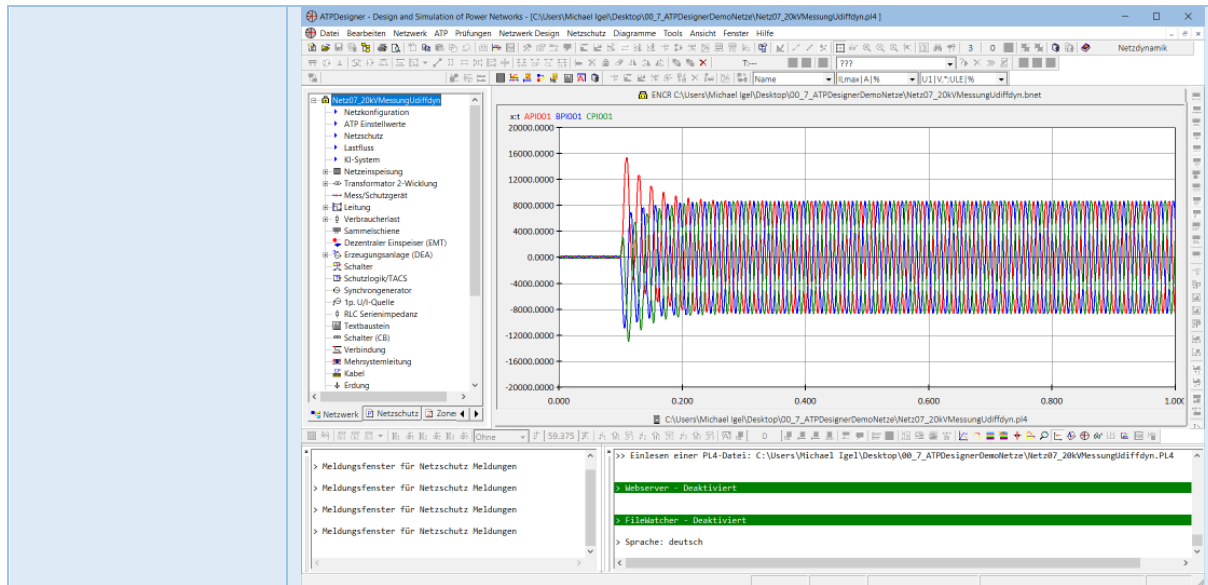 ATPDesigner - Design and Simulation of Power Networks - [C:\Users\Michael Igel\Desktop\00_7_ATPDesignerDemoNetze\Netz07_20kVMessungUdiffdyn.pl4 ]
Datei Bearbeiten Netzwerk ATP Prüfungen Netzwerk Design Netzschutz Diagramme Tools Ansicht Fenster Hilfe
3 0 Netzdynamik
T:--- ???
Name ILmax|A|% U1|V,°;ULE|%
Netz07_20kVMessungUdiffdyn
Netzkonfiguration
ATP Einstellwerte
Netzschutz
Lastfluss
KI-System
Netzeinspeisung
Transformator 2-Wicklung
Mess/Schutzgerät
Leitung
Verbraucherlast
Sammelschiene
Dezentraler Einspeiser (EMT)
Erzeugungsanlage (DEA)
Schalter
Schutzlogik/TACS
Synchrongenerator
1p. U/I-Quelle
RLC Serienimpedanz
Textbaustein
Schalter (CB)
Verbindung
Mehrsystemleitung
Kabel
Erdung
Netzwerk Netzschutz Zonen
ENCR C:\Users\Michael Igel\Desktop\00_7_ATPDesignerDemoNetze\Netz07_20kVMessungUdiffdyn.bnet
x:t API001 BPI001 CPI001
20000.0000
16000.0000
12000.0000
8000.0000
4000.0000
0.0000
-4000.0000
-8000.0000
-12000.0000
-16000.0000
-20000.0000
0.000 0.200 0.400 0.600 0.800 1.000
C:\Users\Michael Igel\Desktop\00_7_ATPDesignerDemoNetze\Netz07_20kVMessungUdiffdyn.pl4
Ohne 59.375 0
> Meldungsfenster für Netzschutz Meldungen
> Meldungsfenster für Netzschutz Meldungen
> Meldungsfenster für Netzschutz Meldungen
> Meldungsfenster für Netzschutz Meldungen
>> Einlesen einer PL4-Datei: C:\Users\Michael Igel\Desktop\00_7_ATPDesignerDemoNetze\Netz07_20kVMessungUdiffdyn.PL4
> Webserver - Deaktiviert
> FileWatcher - Deaktiviert
> Sprache: deutsch